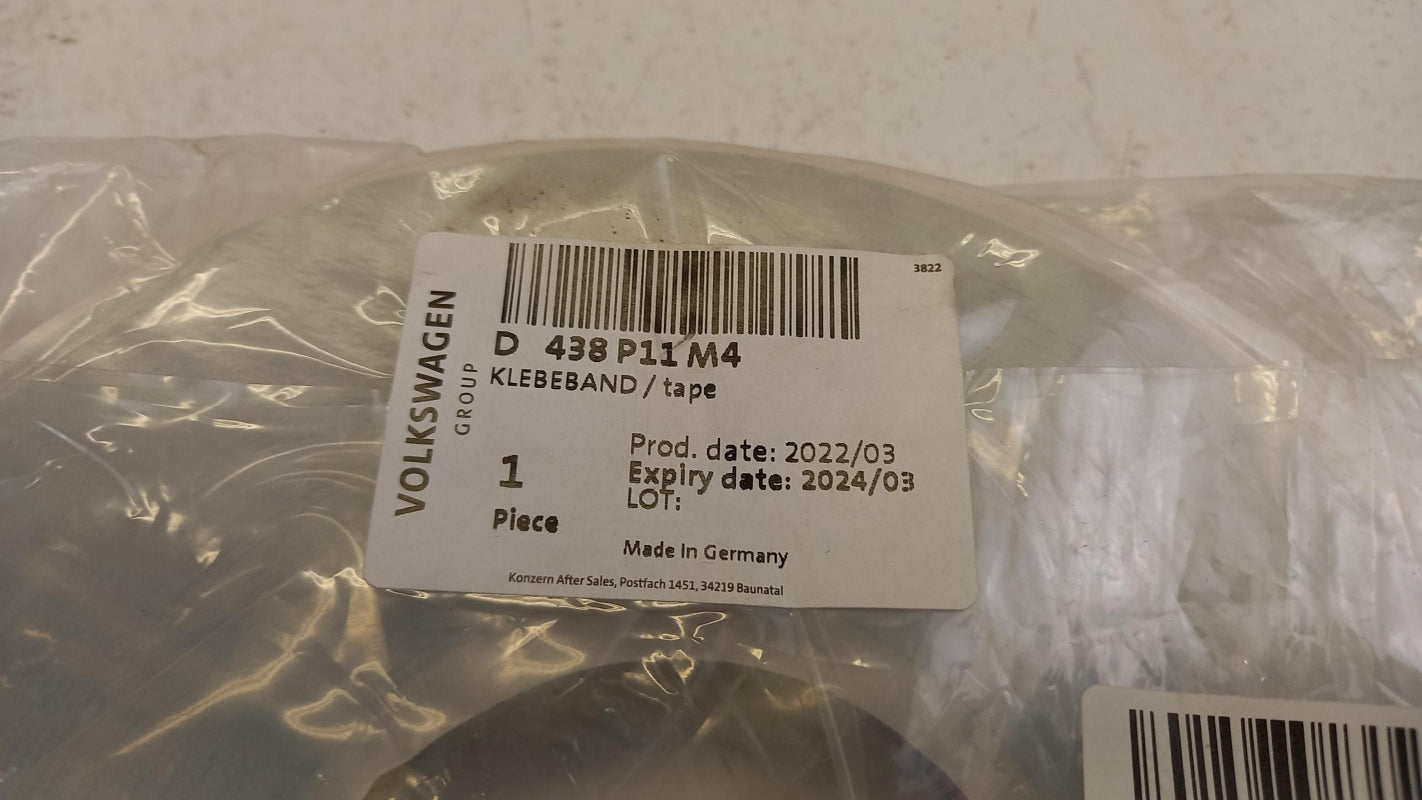 3822
VOLKSWAGEN
GROUP
D 438 P11 M4
KLEBEBAND / tape
1
Piece
Prod. date: 2022/03
Expiry date: 2024/03
LOT:
Made In Germany
Konzern After Sales, Postfach 1451, 34219 Baunatal